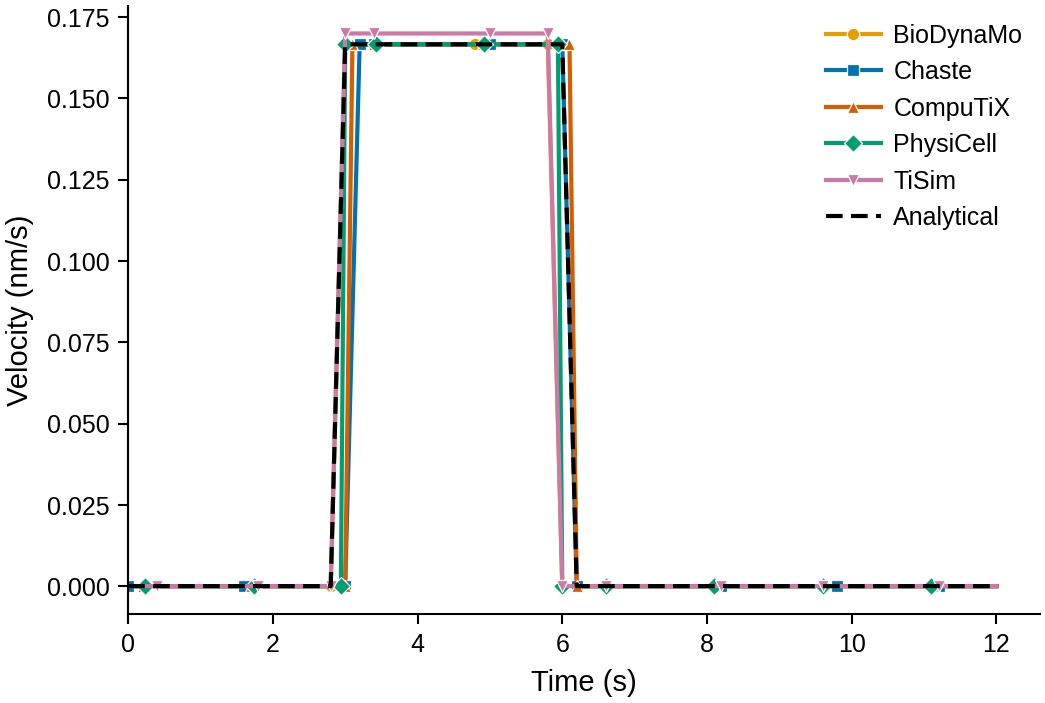 0.175
0.150
0.125
0.100
0.075
0.050
0.025
0.000
Velocity (nm/s)
0 2 4 6 8 10 12
Time (s)
BioDynaMo
Chaste
CompuTiX
PhysiCell
TiSim
Analytical